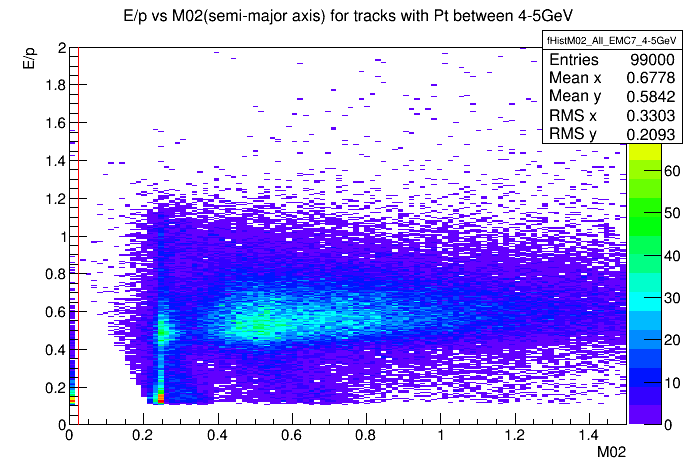 E/p vs M02(semi-major axis) for tracks with Pt between 4-5GeV
fHistM02_All_EMC7_4-5GeV
Entries 99000
Mean x 0.6778
Mean y 0.5842
RMS x 0.3303
RMS y 0.2093
E/p
2
1.8
1.6
1.4
1.2
1
0.8
0.6
0.4
0.2
0
60
50
40
30
20
10
0
0 0.2 0.4 0.6 0.8 1 1.2 1.4
M02